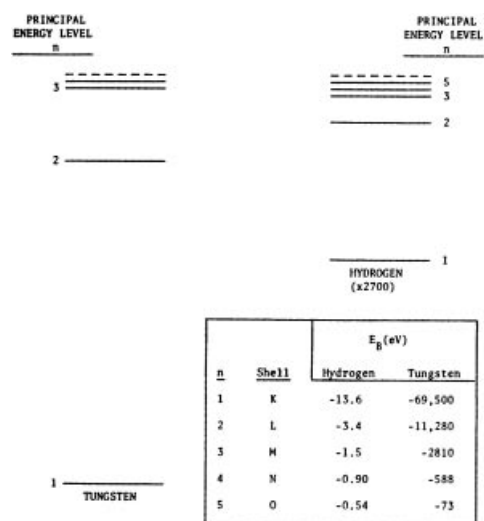 PRINCIPAL
ENERGY LEVEL
n
3
2
1
TUNGSTEN
PRINCIPAL
ENERGY LEVEL
n
5
3
2
1
HYDROGEN
(x2700)
E_B(eV)
n Shell Hydrogen Tungsten
1 K -13.6 -69,500
2 L -3.4 -11,280
3 M -1.5 -2810
4 N -0.90 -588
5 O -0.54 -73